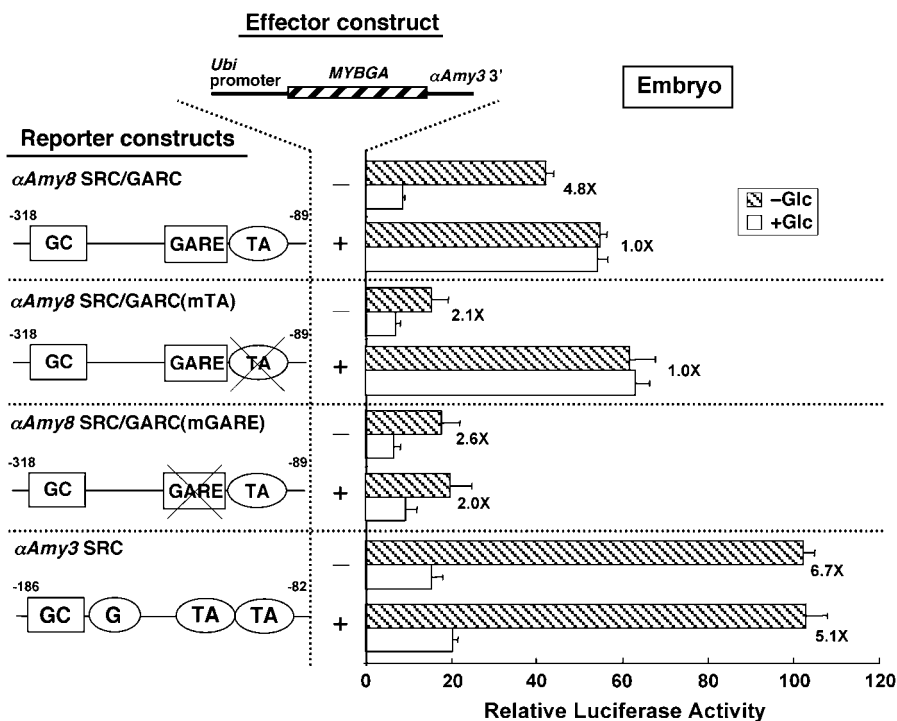 Effector construct
Ubi promoter
MYBGA
αAmy3 3'
Embryo
Reporter constructs
–Glc
+Glc
αAmy8 SRC/GARC
-318
-89
GC
GARE
TA
–
4.8X
+
1.0X
αAmy8 SRC/GARC(mTA)
-318
-89
GC
GARE
TA
–
2.1X
+
1.0X
αAmy8 SRC/GARC(mGARE)
-318
-89
GC
GARE
TA
–
2.6X
+
2.0X
αAmy3 SRC
-186
-82
GC
G
TA
TA
–
6.7X
+
5.1X
0 20 40 60 80 100 120
Relative Luciferase Activity